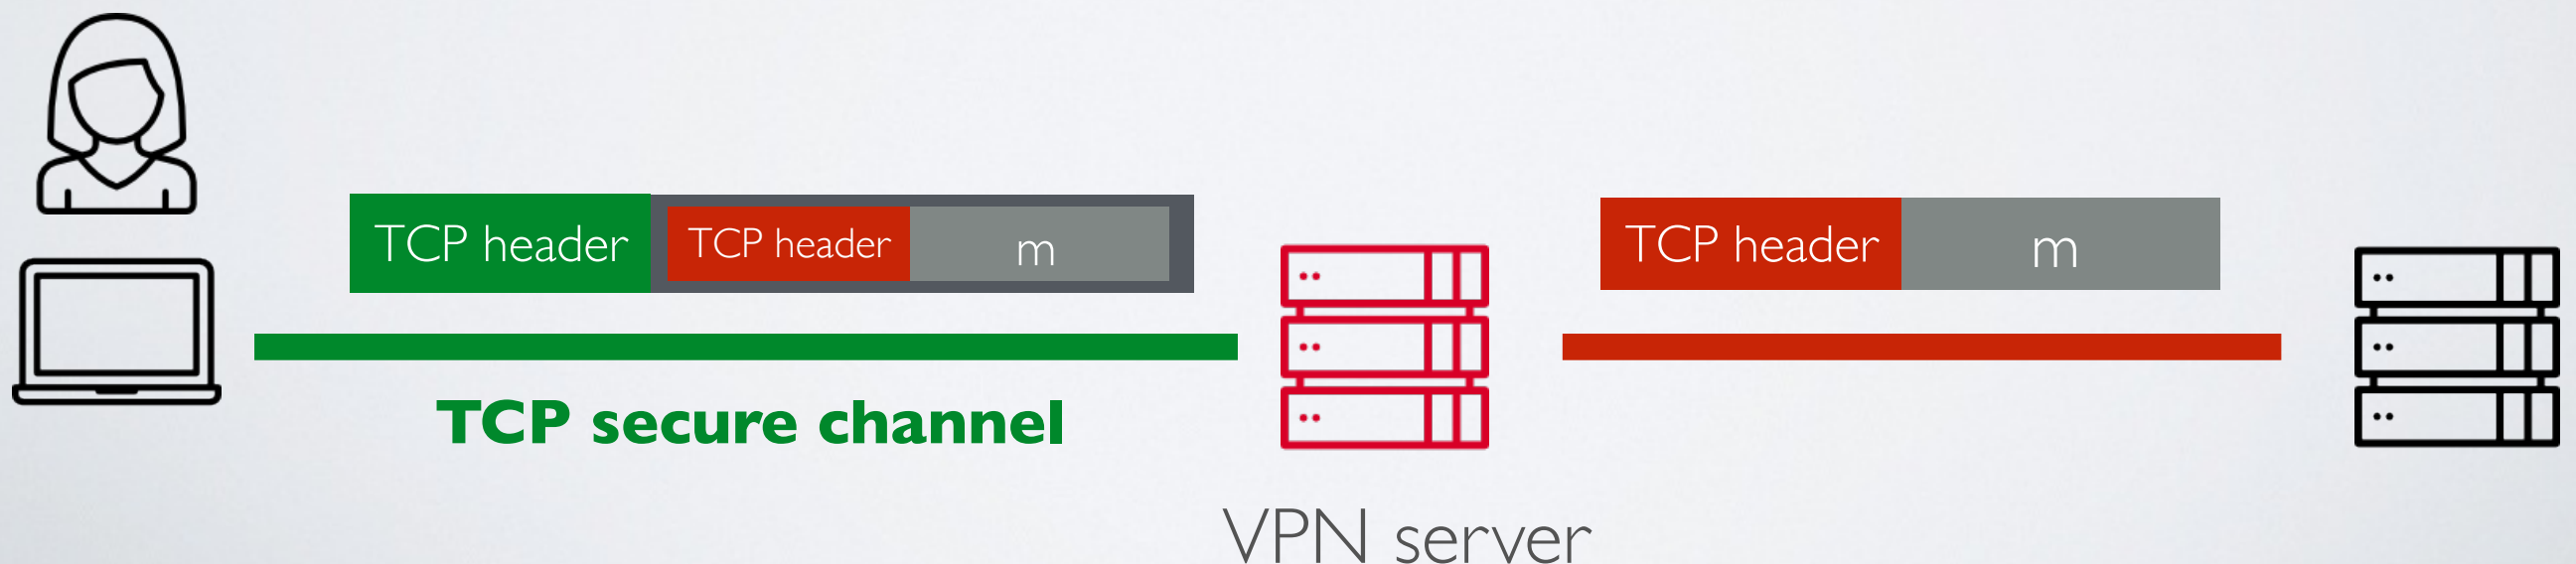 TCP header TCP header m TCP header m
TCP secure channel
VPN server